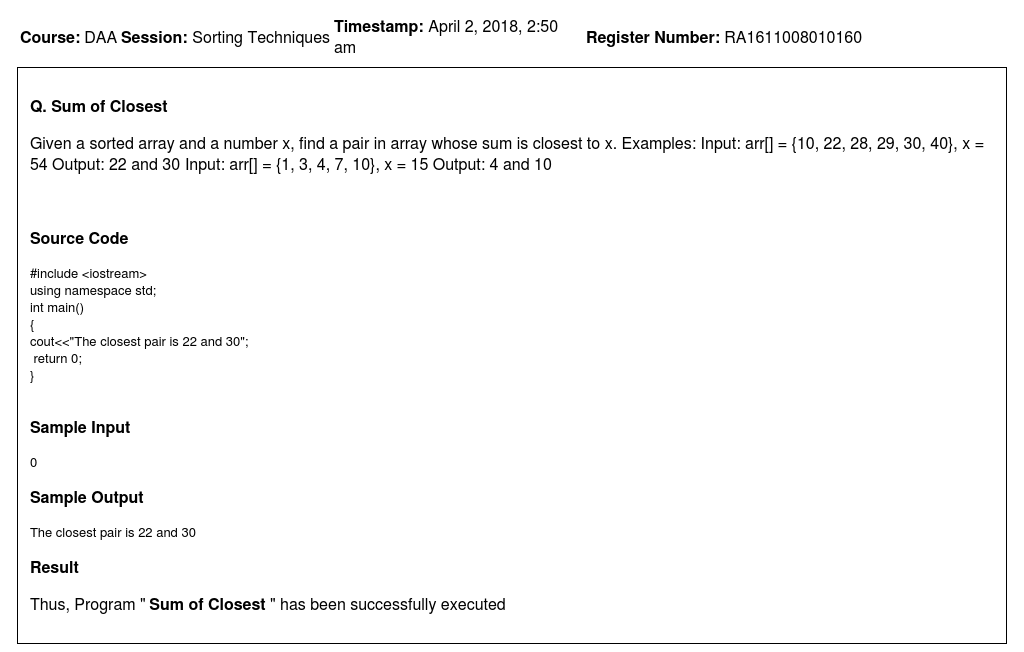 Course: DAA Session: Sorting Techniques Timestamp: April 2, 2018, 2:50 am Register Number: RA1611008010160
Q. Sum of Closest
Given a sorted array and a number x, find a pair in array whose sum is closest to x. Examples: Input: arr[] = {10, 22, 28, 29, 30, 40}, x =
54 Output: 22 and 30 Input: arr[] = {1, 3, 4, 7, 10}, x = 15 Output: 4 and 10
Source Code
#include <iostream>
using namespace std;
int main()
{
cout<<"The closest pair is 22 and 30";
 return 0;
}
Sample Input
0
Sample Output
The closest pair is 22 and 30
Result
Thus, Program " Sum of Closest " has been successfully executed